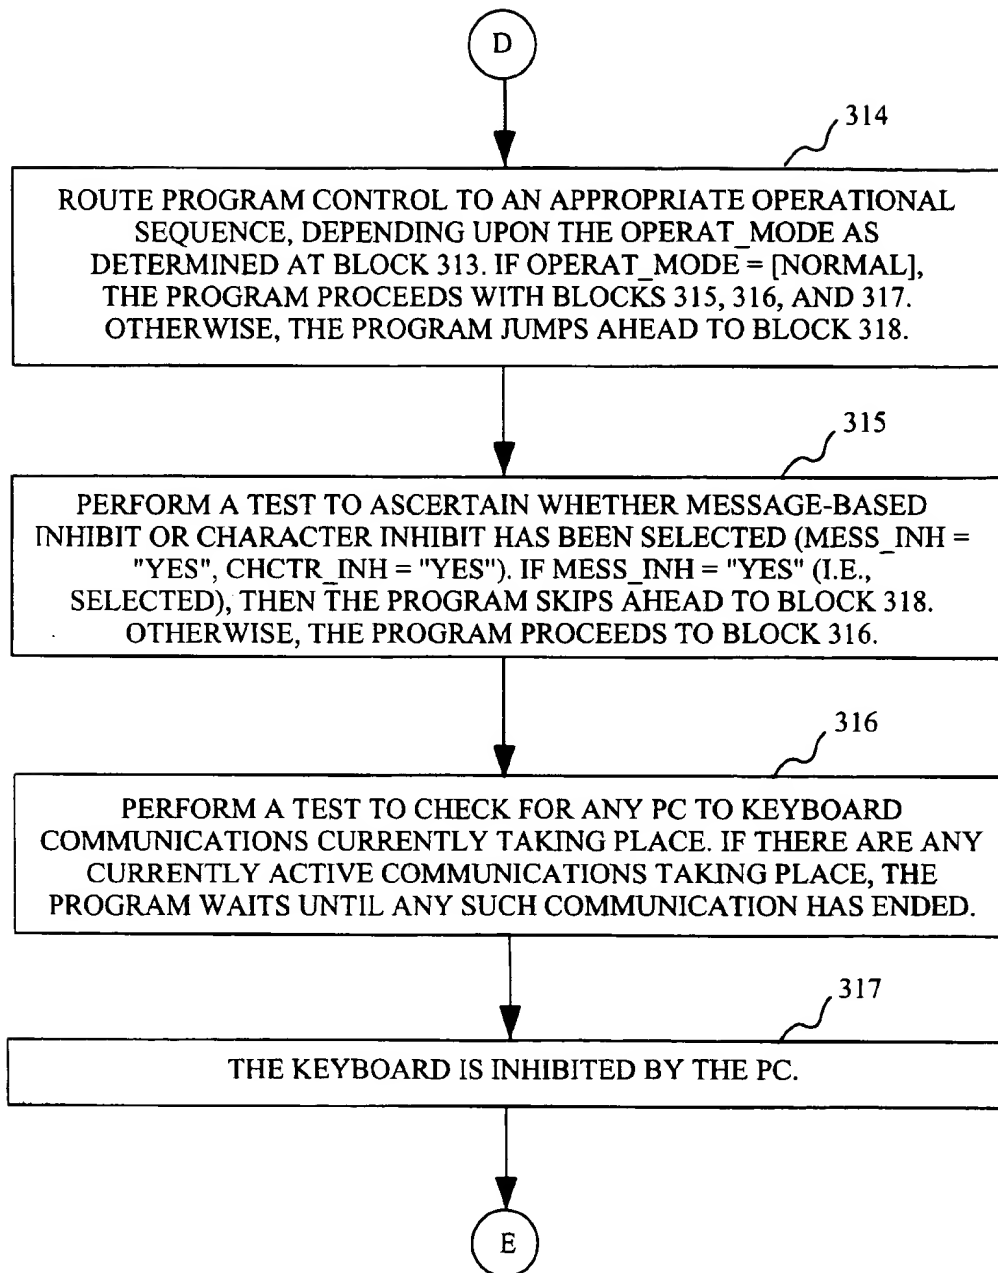 D
314
ROUTE PROGRAM CONTROL TO AN APPROPRIATE OPERATIONAL
SEQUENCE, DEPENDING UPON THE OPERAT_MODE AS
DETERMINED AT BLOCK 313. IF OPERAT_MODE = [NORMAL],
THE PROGRAM PROCEEDS WITH BLOCKS 315, 316, AND 317.
OTHERWISE, THE PROGRAM JUMPS AHEAD TO BLOCK 318.
315
PERFORM A TEST TO ASCERTAIN WHETHER MESSAGE-BASED
INHIBIT OR CHARACTER INHIBIT HAS BEEN SELECTED (MESS_INH =
"YES", CHCTR_INH = "YES"). IF MESS_INH = "YES" (I.E.,
SELECTED), THEN THE PROGRAM SKIPS AHEAD TO BLOCK 318.
OTHERWISE, THE PROGRAM PROCEEDS TO BLOCK 316.
316
PERFORM A TEST TO CHECK FOR ANY PC TO KEYBOARD
COMMUNICATIONS CURRENTLY TAKING PLACE. IF THERE ARE ANY
CURRENTLY ACTIVE COMMUNICATIONS TAKING PLACE, THE
PROGRAM WAITS UNTIL ANY SUCH COMMUNICATION HAS ENDED.
317
THE KEYBOARD IS INHIBITED BY THE PC.
E